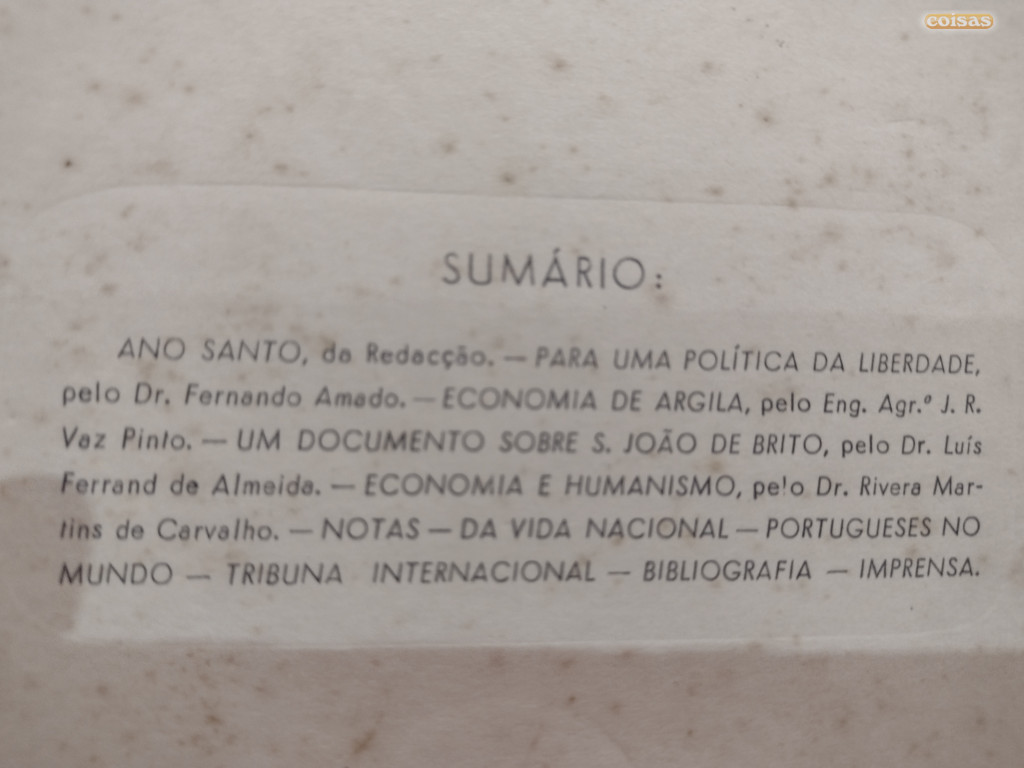 coisas
SUMÁRIO:
ANO SANTO, da Redacção. — PARA UMA POLÍTICA DA LIBERDADE,
pelo Dr. Fernando Amado. — ECONOMIA DE ARGILA, pelo Eng. Agr.º J. R.
Vaz Pinto. — UM DOCUMENTO SOBRE S. JOÃO DE BRITO, pelo Dr. Luís
Ferrand de Almeida. — ECONOMIA E HUMANISMO, pelo Dr. Rivera Mar-
tins de Carvalho. — NOTAS — DA VIDA NACIONAL — PORTUGUESES NO
MUNDO — TRIBUNA INTERNACIONAL — BIBLIOGRAFIA — IMPRENSA.